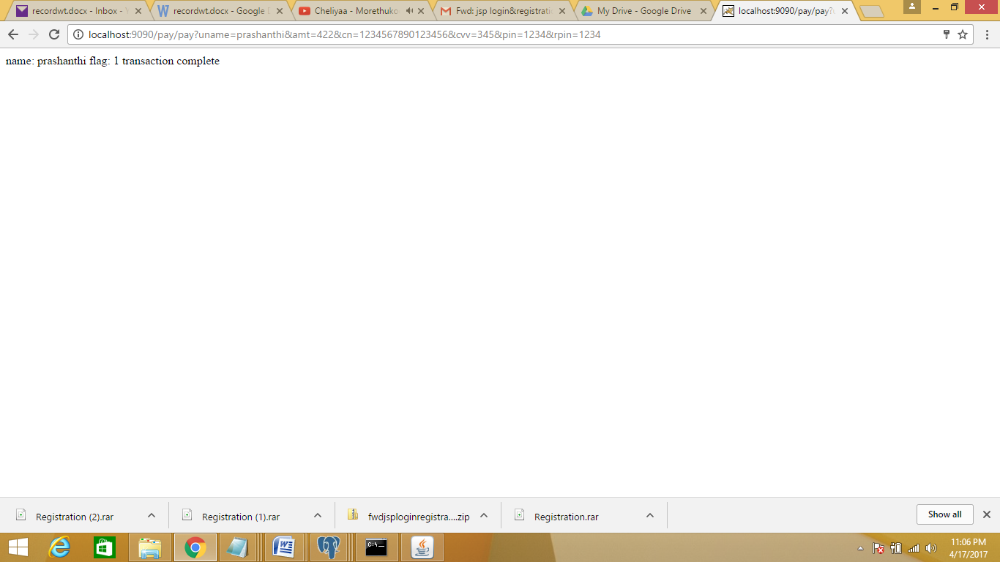 recordwt.docx - Inbox - Y
recordwt.docx - Google D
Cheliyaa - Morethuko
Fwd: jsp login&registrati
My Drive - Google Drive
localhost:9090/pay/pay?u
localhost:9090/pay/pay?uname=prashanthi&amt=422&cn=1234567890123456&cvv=345&pin=1234&rpin=1234
name: prashanthi flag: 1 transaction complete
Registration (2).rar
Registration (1).rar
fwdjsploginregistra....zip
Registration.rar
Show all
11:06 PM
4/17/2017